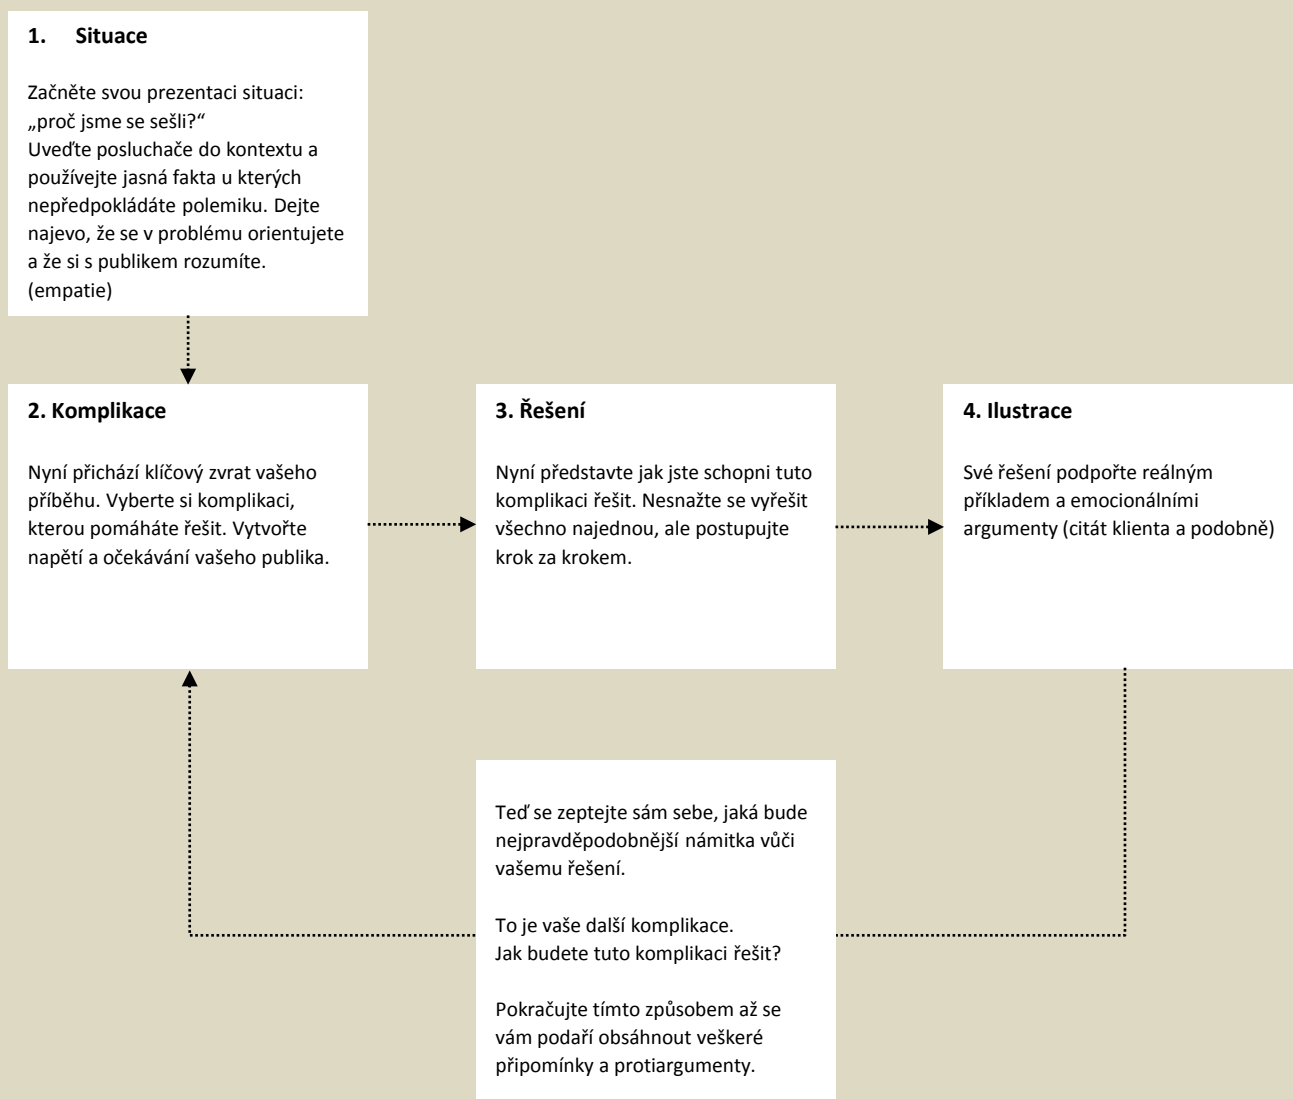 1. Situace
Začněte svou prezentaci situaci:
„proč jsme se sešli?“
Uveďte posluchače do kontextu a
používejte jasná fakta u kterých
nepředpokládáte polemiku. Dejte
najevo, že se v problému orientujete
a že si s publikem rozumíte.
(empatie)
2. Komplikace
Nyní přichází klíčový zvrat vašeho
příběhu. Vyberte si komplikaci,
kterou pomáháte řešit. Vytvořte
napětí a očekávání vašeho publika.
3. Řešení
Nyní představte jak jste schopni tuto
komplikaci řešit. Nesnažte se vyřešit
všechno najednou, ale postupujte
krok za krokem.
4. Ilustrace
Své řešení podpořte reálným
příkladem a emocionálními
argumenty (citát klienta a podobně)
Teď se zeptejte sám sebe, jaká bude
nejpravděpodobnější námitka vůči
vašemu řešení.
To je vaše další komplikace.
Jak budete tuto komplikaci řešit?
Pokračujte tímto způsobem až se
vám podaří obsáhnout veškeré
připomínky a protiargumenty.